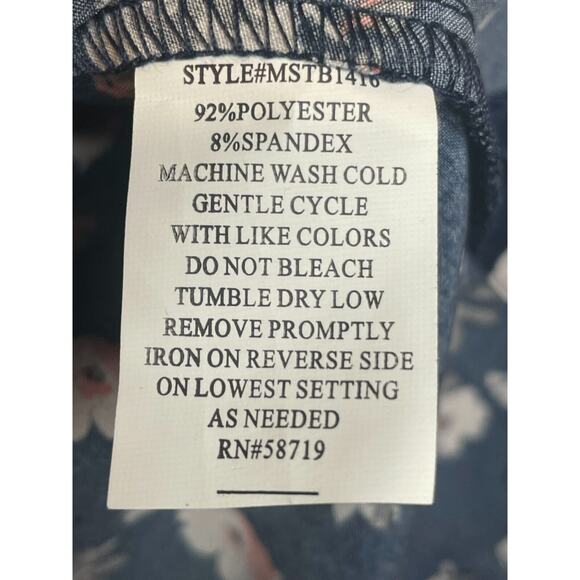 STYLE#MSTB1416
92%POLYESTER
8%SPANDEX
MACHINE WASH COLD
GENTLE CYCLE
WITH LIKE COLORS
DO NOT BLEACH
TUMBLE DRY LOW
REMOVE PROMPTLY
IRON ON REVERSE SIDE
ON LOWEST SETTING
AS NEEDED
RN#58719